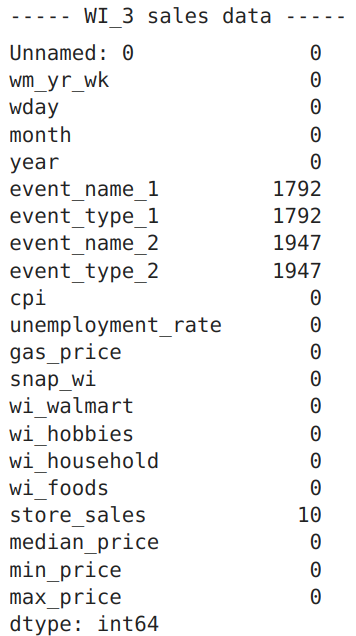 ----- WI_3 sales data -----
Unnamed: 0 0
wm_yr_wk 0
wday 0
month 0
year 0
event_name_1 1792
event_type_1 1792
event_name_2 1947
event_type_2 1947
cpi 0
unemployment_rate 0
gas_price 0
snap_wi 0
wi_walmart 0
wi_hobbies 0
wi_household 0
wi_foods 0
store_sales 10
median_price 0
min_price 0
max_price 0
dtype: int64